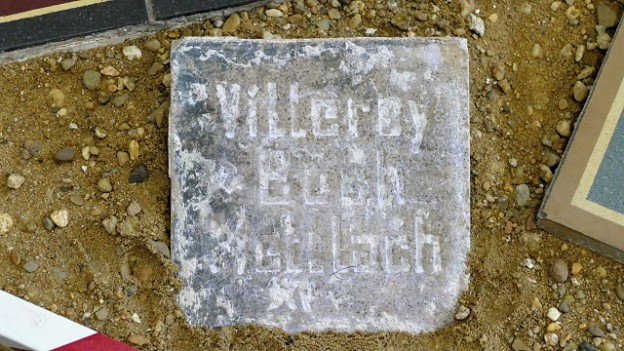 Villeroy
& Boch
Mettlach